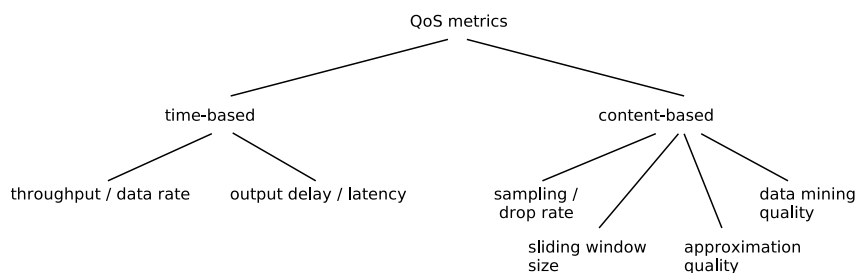 QoS metrics
time-based
content-based
throughput / data rate
output delay / latency
sampling /
drop rate
data mining
quality
sliding window
size
approximation
quality